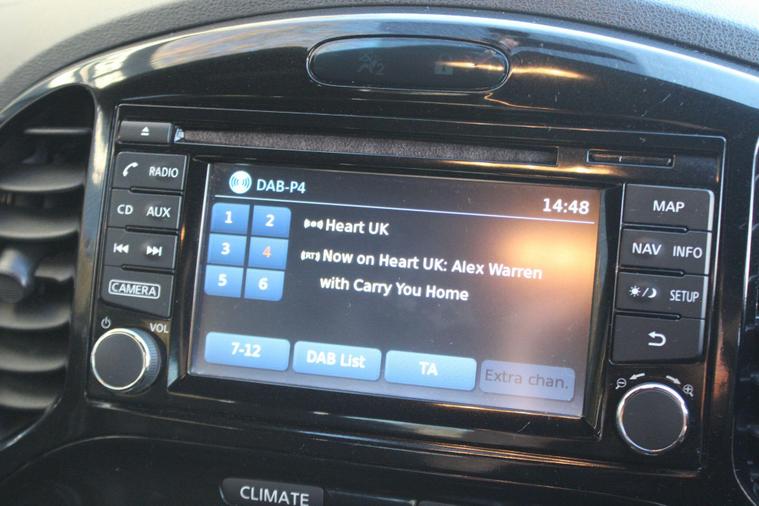 2
RADIO
CD AUX
CAMERA
VOL
DAB-P4
14:48
1 2
3 4
5 6
Heart UK
(RT) Now on Heart UK: Alex Warren
with Carry You Home
7-12
DAB List
TA
Extra chan.
MAP
NAV INFO
SETUP
CLIMATE